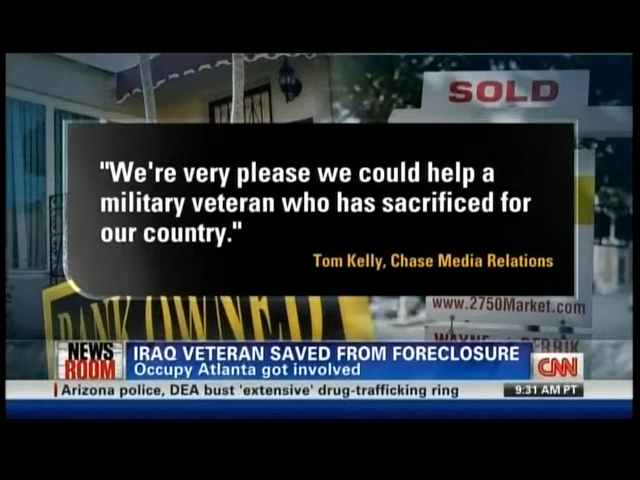 SOLD
"We're very please we could help a
military veteran who has sacrificed for
our country."
Tom Kelly, Chase Media Relations
www.2750Market.com
BANK OWNED
NEWS
ROOM
IRAQ VETERAN SAVED FROM FORECLOSURE
Occupy Atlanta got involved
CNN
Arizona police, DEA bust 'extensive' drug-trafficking ring
9:31 AM PT